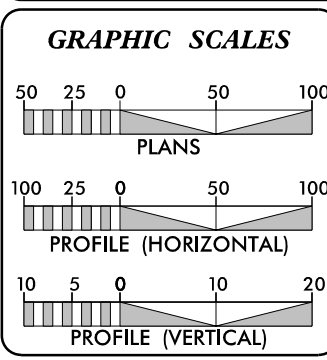 GRAPHIC SCALES
50 25 0 50 100
PLANS
100 25 0 50 100
PROFILE (HORIZONTAL)
10 5 0 10 20
PROFILE (VERTICAL)